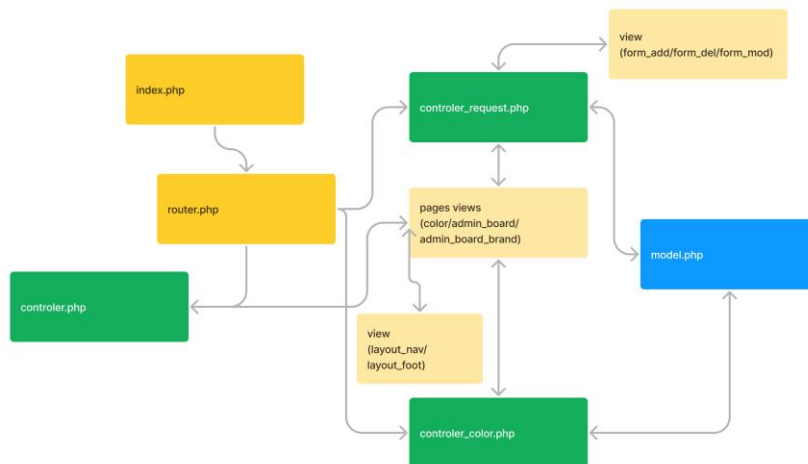 view
(form_add/form_del/form_mod)
index.php
controler_request.php
router.php
pages views
(color/admin_board/
admin_board_brand)
model.php
controler.php
view
(layout_nav/
layout_foot)
controler_color.php